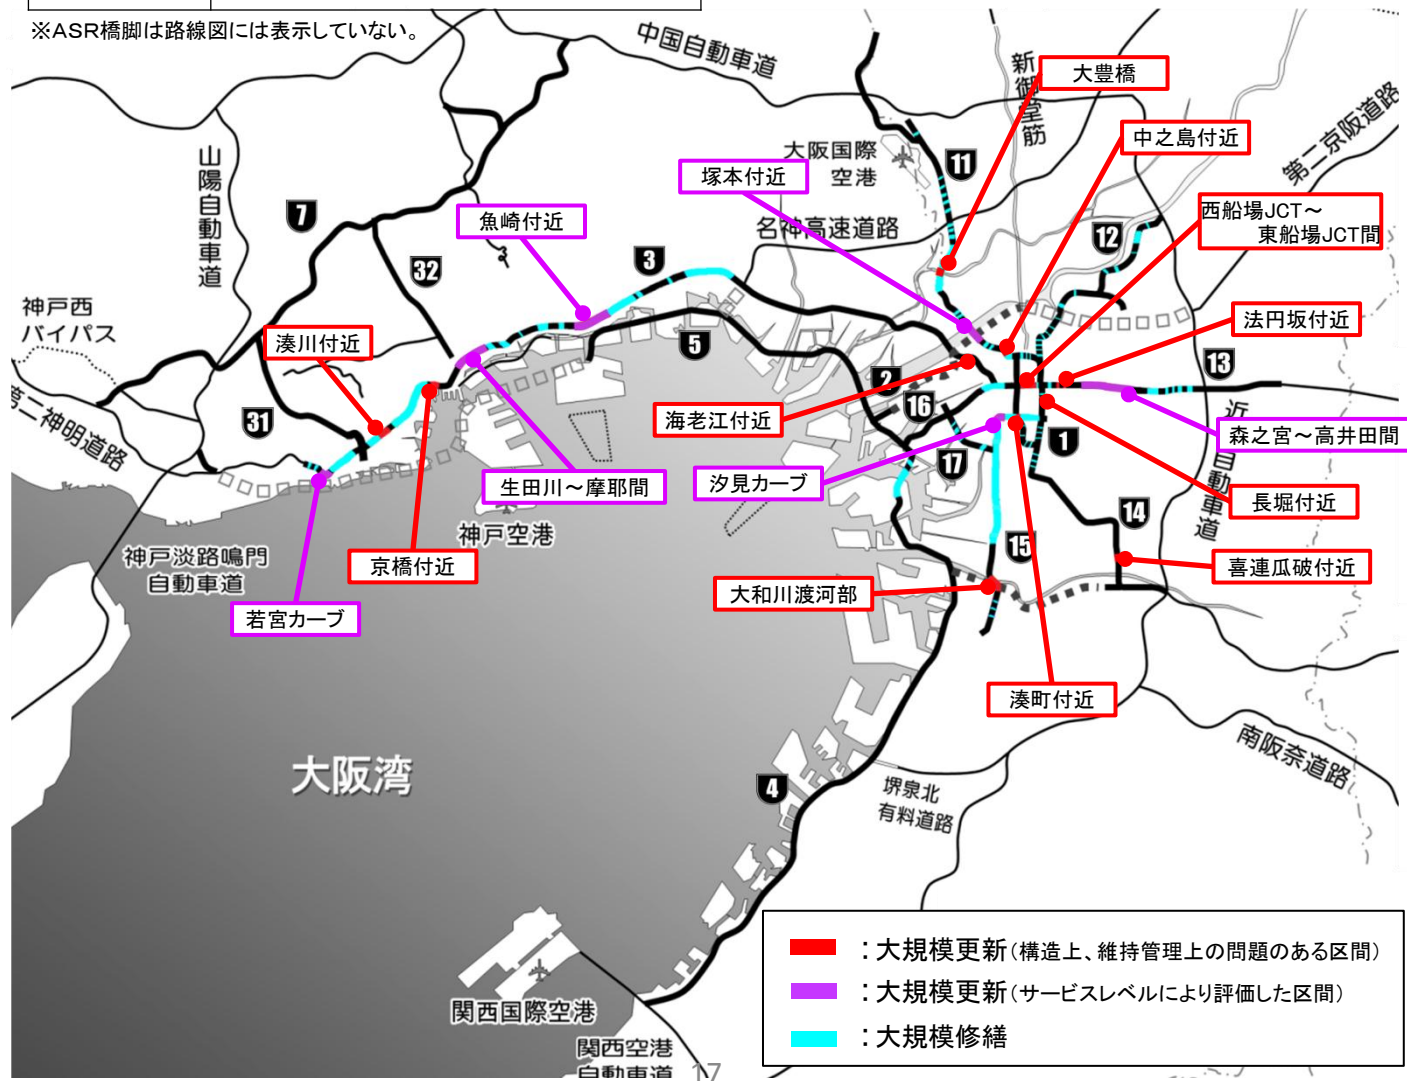 ※ASR橋脚は路線図には表示していない。
中国自動車道
新御堂筋
大豊橋
第二京阪道路
中之島付近
大阪国際
空港
11
塚本付近
山陽自動車道
西船場JCT～
東船場JCT間
7
魚崎付近
名神高速道路
12
3
32
神戸西
バイパス
法円坂付近
湊川付近
5
13
2
海老江付近
16
第二神明道路
31
近畿自動車道
森之宮～高井田間
1
17
汐見カーブ
生田川～摩耶間
長堀付近
14
神戸空港
15
神戸淡路鳴門
自動車道
京橋付近
喜連瓜破付近
大和川渡河部
若宮カーブ
湊町付近
南阪奈道路
大阪湾
4
堺泉北
有料道路
：大規模更新（構造上、維持管理上の問題のある区間）
：大規模更新（サービスレベルにより評価した区間）
：大規模修繕
関西国際空港
関西空港
自動車道
17